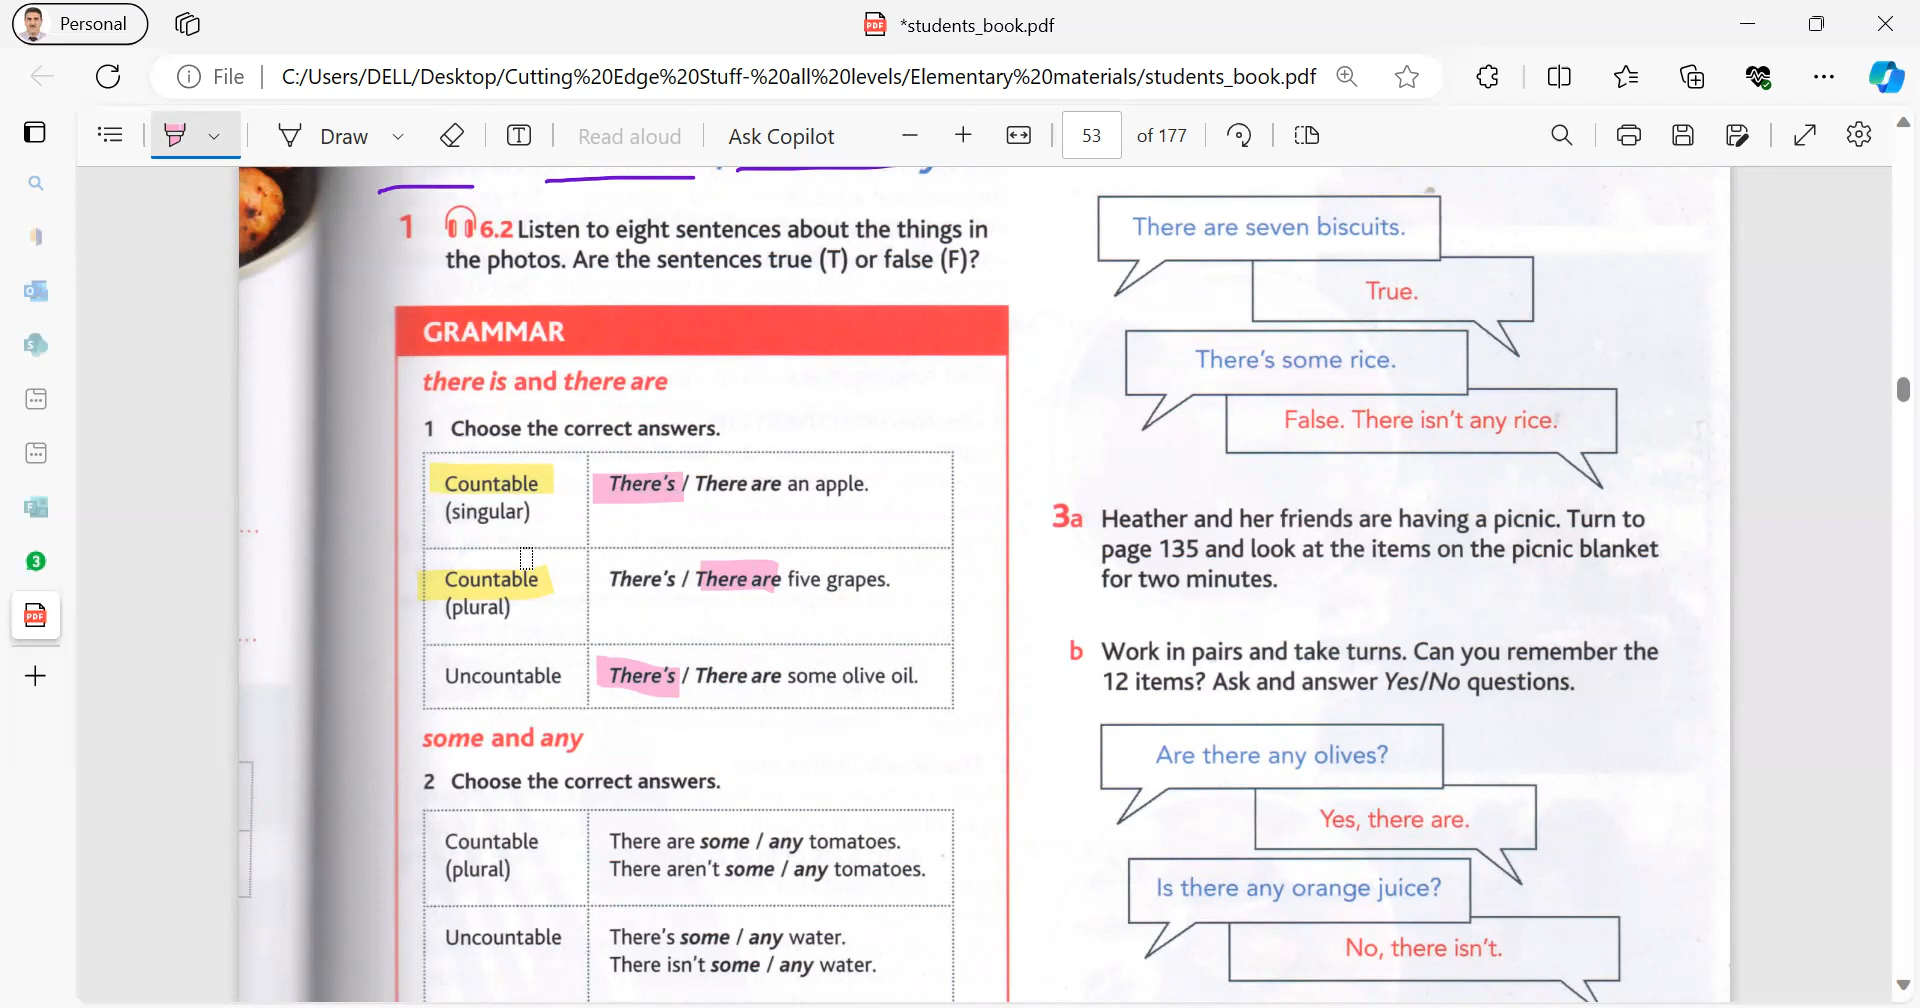 Personal
*students_book.pdf
File
C:/Users/DELL/Desktop/Cutting%20Edge%20Stuff-%20all%20levels/Elementary%20materials/students_book.pdf
Draw
Read aloud
Ask Copilot
53
of 177
1 6.2 Listen to eight sentences about the things in
the photos. Are the sentences true (T) or false (F)?
GRAMMAR
there is and there are
1 Choose the correct answers.
Countable
(singular)
There's / There are an apple.
Countable
(plural)
There's / There are five grapes.
Uncountable
There's / There are some olive oil.
some and any
2 Choose the correct answers.
Countable
(plural)
There are some / any tomatoes.
There aren't some / any tomatoes.
Uncountable
There's some / any water.
There isn't some / any water.
There are seven biscuits.
True.
There's some rice.
False. There isn't any rice!
3a Heather and her friends are having a picnic. Turn to
page 135 and look at the items on the picnic blanket
for two minutes.
b Work in pairs and take turns. Can you remember the
12 items? Ask and answer Yes/No questions.
Are there any olives?
Yes, there are.
Is there any orange juice?
No, there isn't.
3
PDF